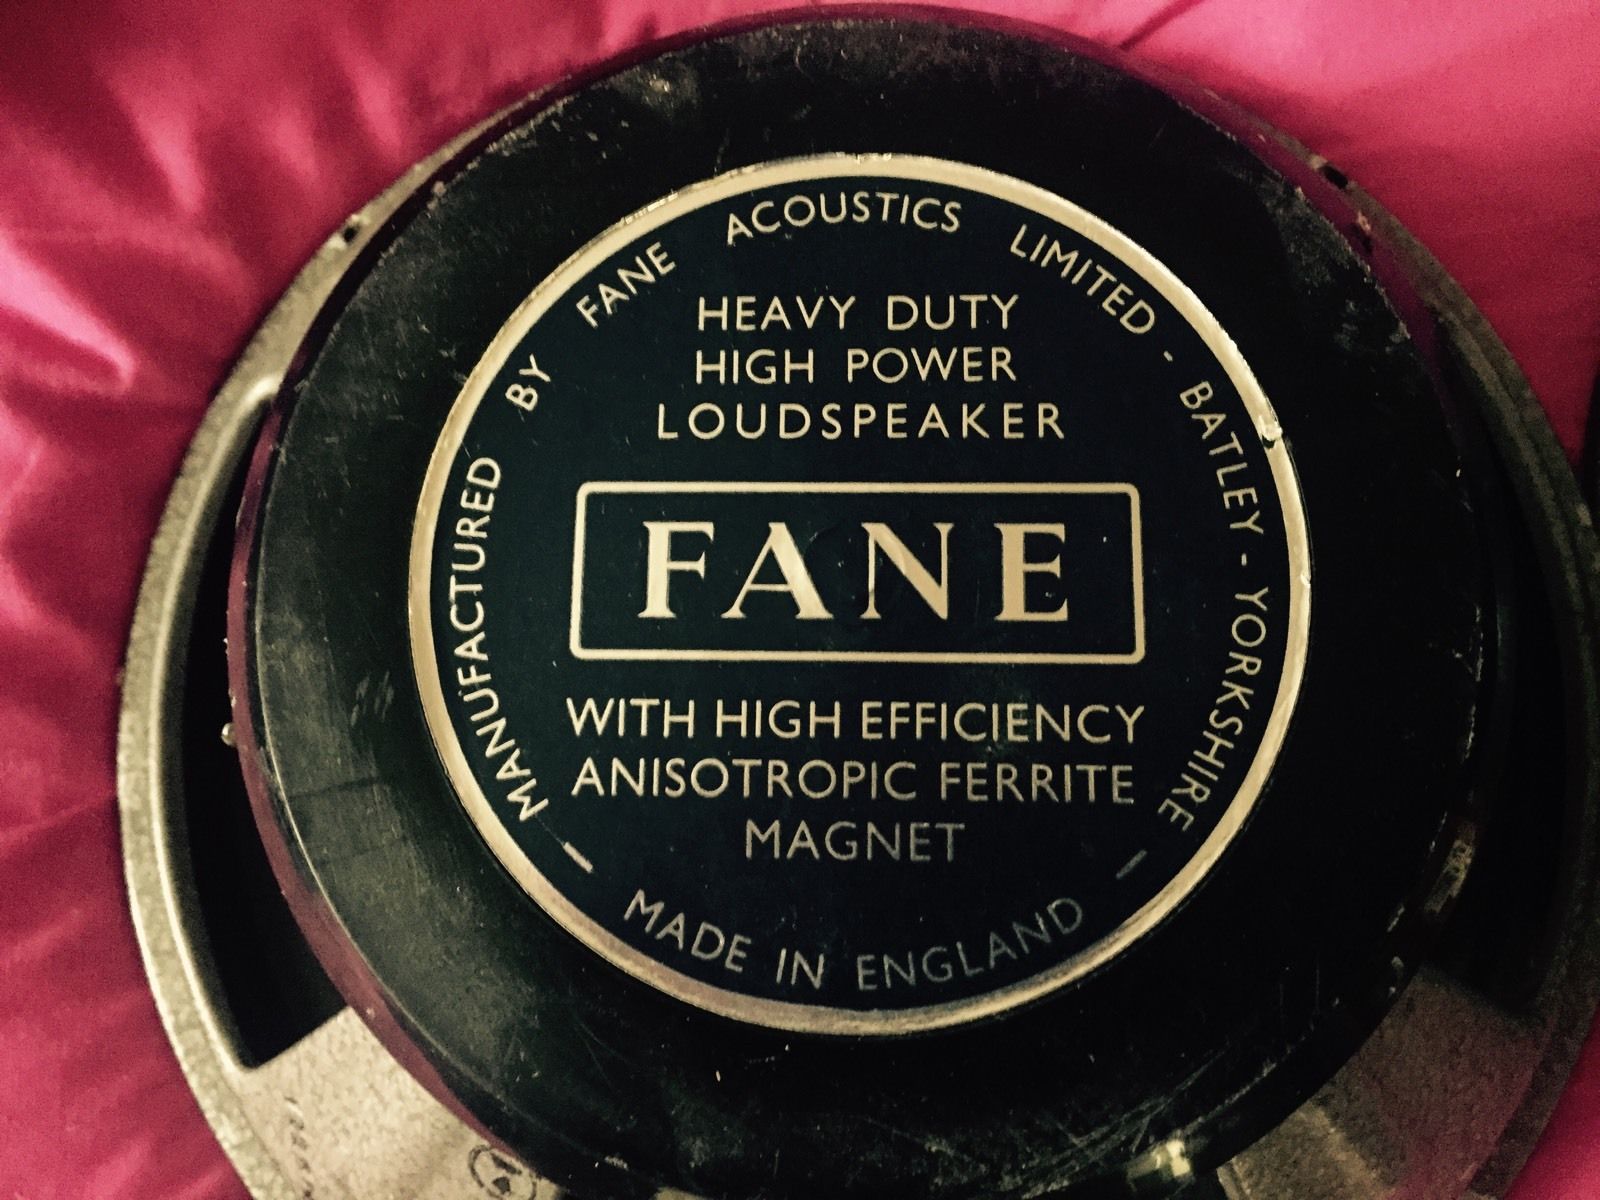 MANUFACTURED BY FANE ACOUSTICS LIMITED - BATLEY - YORKSHIRE
HEAVY DUTY
HIGH POWER
LOUDSPEAKER
FANE
WITH HIGH EFFICIENCY
ANISOTROPIC FERRITE
MAGNET
— MADE IN ENGLAND —